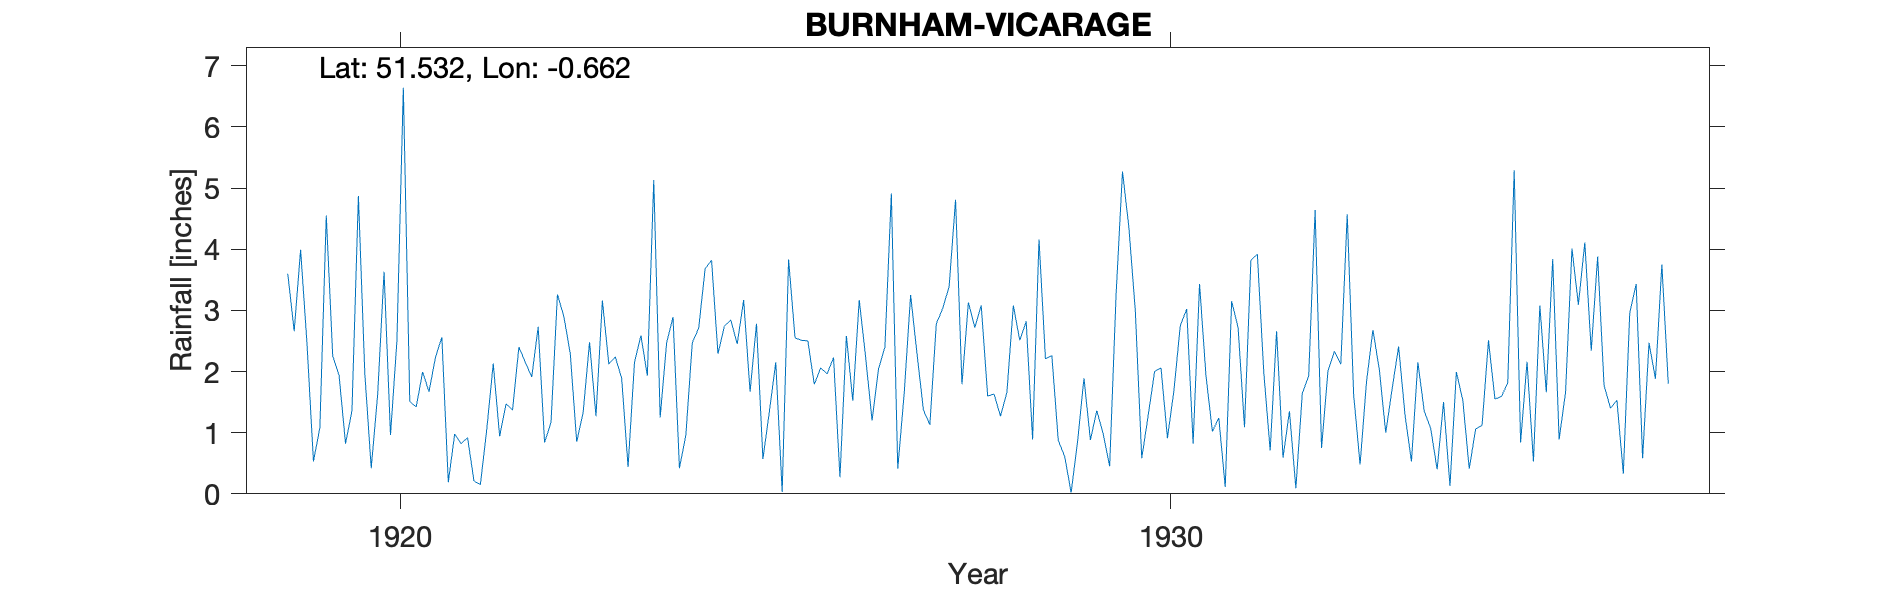 BURNHAM-VICARAGE
Lat: 51.532, Lon: -0.662
7
6
5
4
3
2
1
0
Rainfall [inches]
1920
1930
Year